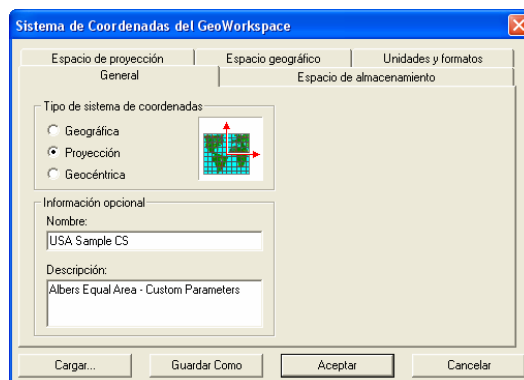 Sistema de Coordenadas del GeoWorkspace
Espacio de proyección
Espacio geográfico
Unidades y formatos
General
Espacio de almacenamiento
Tipo de sistema de coordenadas
Geográfica
Proyección
Geocéntrica
Información opcional
Nombre:
USA Sample CS
Descripción:
Albers Equal Area - Custom Parameters
Cargar...
Guardar Como
Aceptar
Cancelar